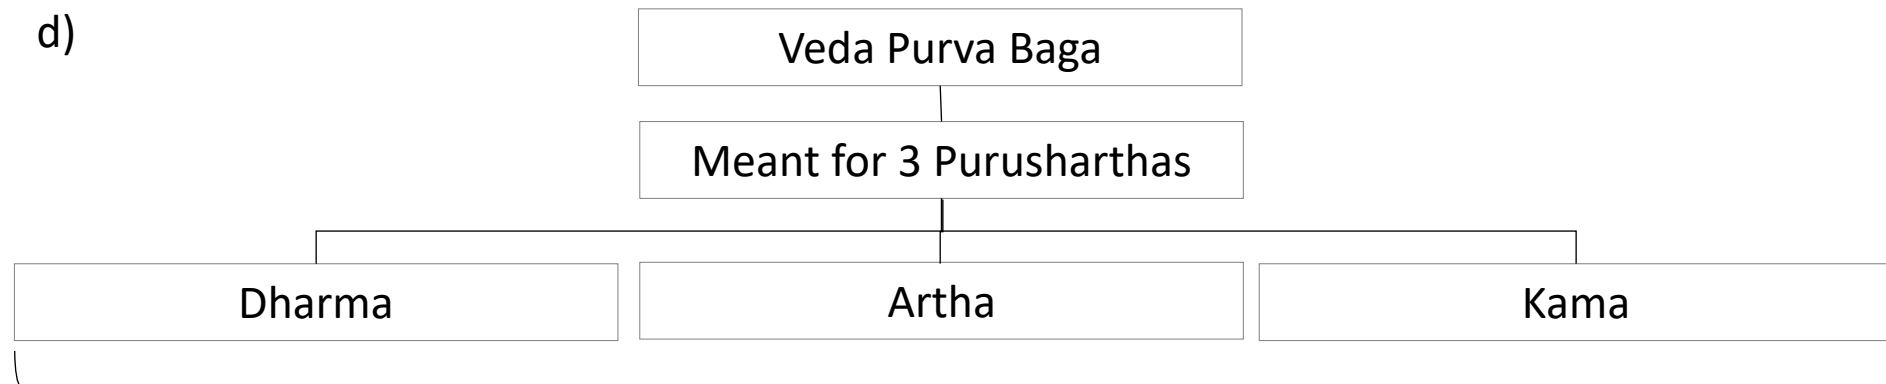 d)
Veda Purva Baga
Meant for 3 Purusharthas
Dharma
Artha
Kama